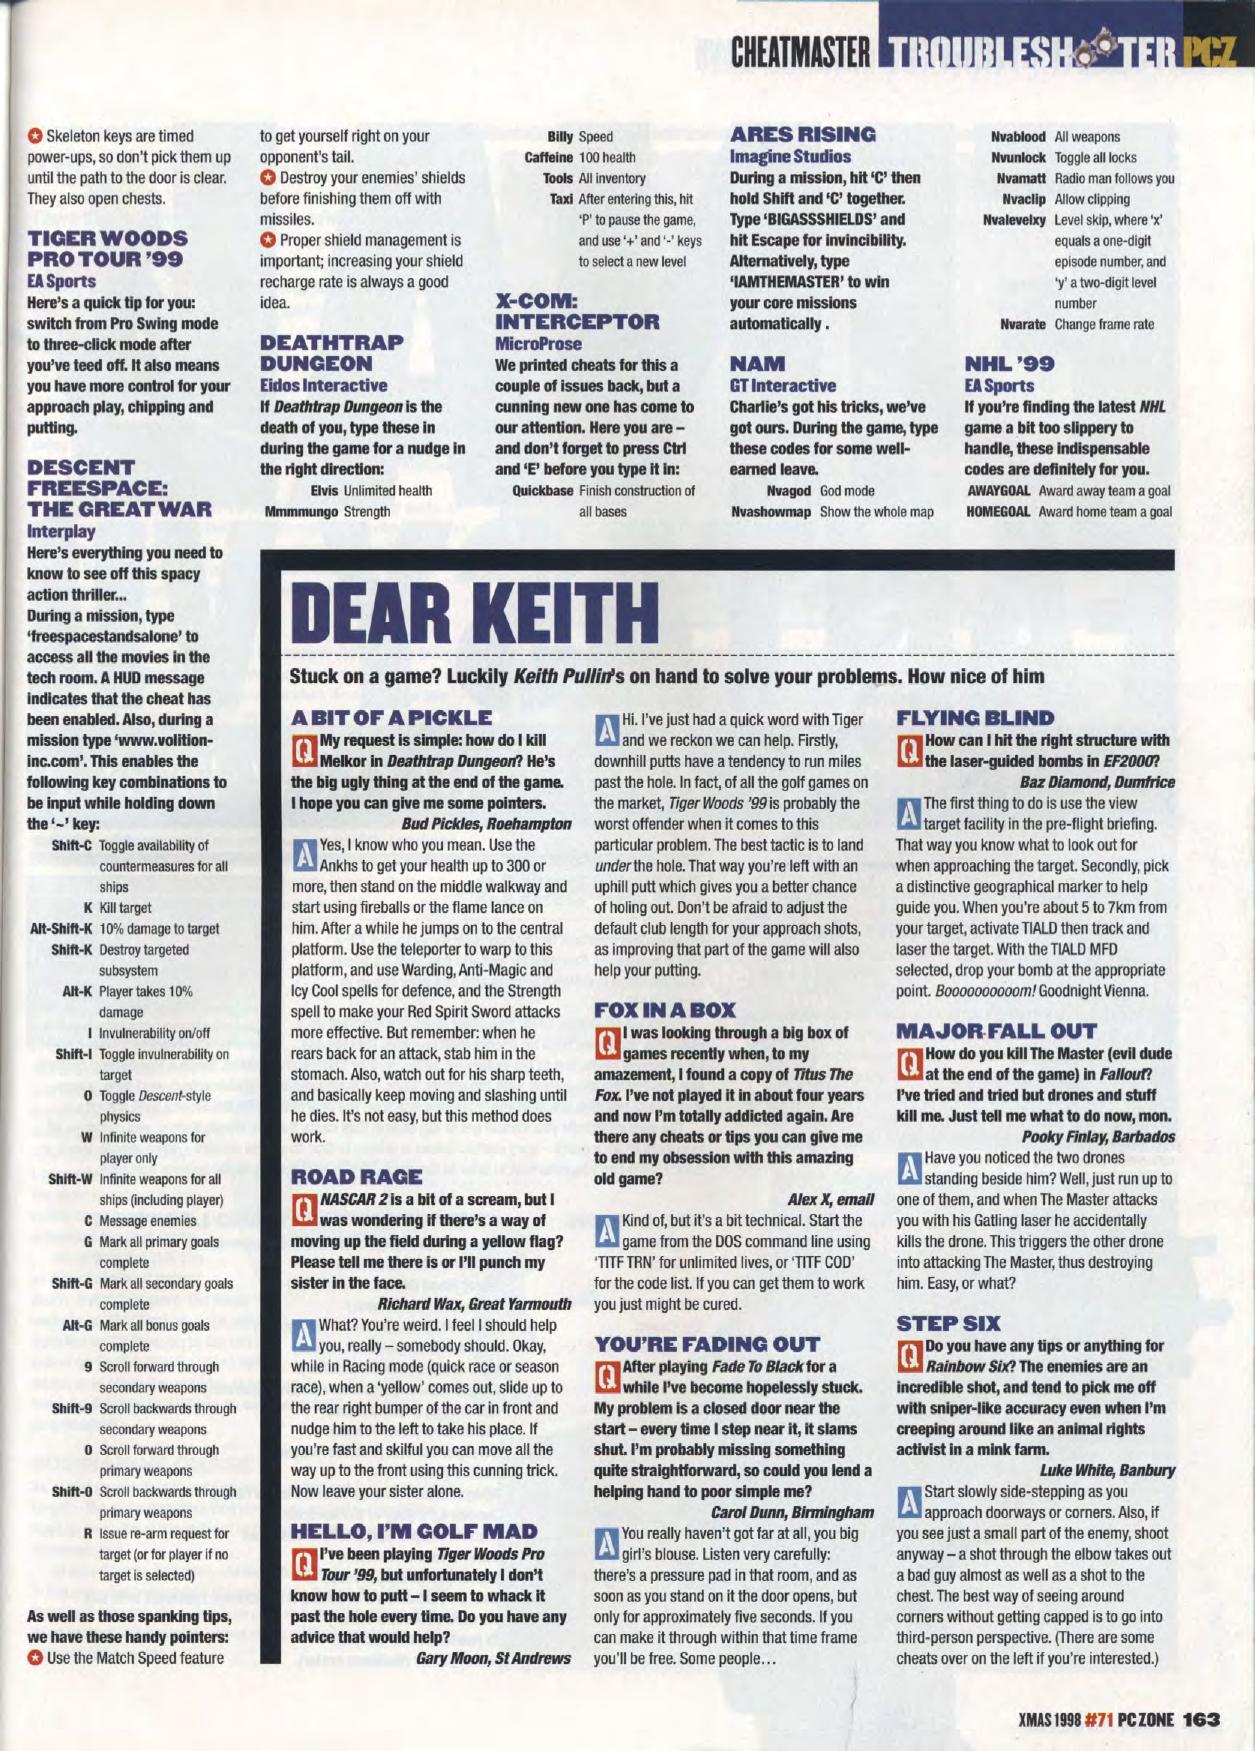 CHEATMASTER TROUBLESHOOTER PCZ
Skeleton keys are timed
power-ups, so don't pick them up
until the path to the door is clear.
They also open chests.
TIGER WOODS
PRO TOUR '99
EA Sports
Here's a quick tip for you:
switch from Pro Swing mode
to three-click mode after
you've teed off. It also means
you have more control for your
approach play, chipping and
putting.
DESCENT
FREESPACE:
THE GREAT WAR
Interplay
Here's everything you need to
know to see off this spacy
action thriller...
During a mission, type
'freespacestandsalone' to
access all the movies in the
tech room. A HUD message
indicates that the cheat has
been enabled. Also, during a
mission type 'www.volition-
inc.com'. This enables the
following key combinations to
be input while holding down
the '~' key:
Shift-C Toggle availability of
countermeasures for all
ships
K Kill target
Alt-Shift-K 10% damage to target
Shift-K Destroy targeted
subsystem
Alt-K Player takes 10%
damage
I Invulnerability on/off
Shift-I Toggle invulnerability on
target
O Toggle Descent-style
physics
W Infinite weapons for
player only
Shift-W Infinite weapons for all
ships (including player)
C Message enemies
G Mark all primary goals
complete
Shift-G Mark all secondary goals
complete
Alt-G Mark all bonus goals
complete
9 Scroll forward through
secondary weapons
Shift-9 Scroll backwards through
secondary weapons
0 Scroll forward through
primary weapons
Shift-0 Scroll backwards through
primary weapons
R Issue re-arm request for
target (or for player if no
target is selected)
As well as those spanking tips,
we have these handy pointers:
Use the Match Speed feature
to get yourself right on your
opponent's tail.
Destroy your enemies' shields
before finishing them off with
missiles.
Proper shield management is
important; increasing your shield
recharge rate is always a good
idea.
DEATHTRAP
DUNGEON
Eidos Interactive
If Deathtrap Dungeon is the
death of you, type these in
during the game for a nudge in
the right direction:
Elvis Unlimited health
Mmmmungo Strength
Billy Speed
Caffeine 100 health
Tools All inventory
Taxi After entering this, hit
'P' to pause the game,
and use '+' and '-' keys
to select a new level
X-COM:
INTERCEPTOR
MicroProse
We printed cheats for this a
couple of issues back, but a
cunning new one has come to
our attention. Here you are –
and don't forget to press Ctrl
and 'E' before you type it in:
Quickbase Finish construction of
all bases
ARES RISING
Imagine Studios
During a mission, hit 'C' then
hold Shift and 'C' together.
Type 'BIGASSSHIELDS' and
hit Escape for invincibility.
Alternatively, type
'IAMTHEMASTER' to win
your core missions
automatically .
NAM
GT Interactive
Charlie's got his tricks, we've
got ours. During the game, type
these codes for some well-
earned leave.
Nvagod God mode
Nvashowmap Show the whole map
Nvablood All weapons
Nvunlock Toggle all locks
Nvamatt Radio man follows you
Nvaclip Allow clipping
Nvalevelxy Level skip, where 'x'
equals a one-digit
episode number, and
'y' a two-digit level
number
Nvarate Change frame rate
NHL '99
EA Sports
If you're finding the latest NHL
game a bit too slippery to
handle, these indispensable
codes are definitely for you.
AWAYGOAL Award away team a goal
HOMEGOAL Award home team a goal
DEAR KEITH
Stuck on a game? Luckily Keith Pullin's on hand to solve your problems. How nice of him
A BIT OF A PICKLE
Q My request is simple: how do I kill
Melkor in Deathtrap Dungeon? He's
the big ugly thing at the end of the game.
I hope you can give me some pointers.
Bud Pickles, Roehampton
A Yes, I know who you mean. Use the
Ankhs to get your health up to 300 or
more, then stand on the middle walkway and
start using fireballs or the flame lance on
him. After a while he jumps on to the central
platform. Use the teleporter to warp to this
platform, and use Warding, Anti-Magic and
Icy Cool spells for defence, and the Strength
spell to make your Red Spirit Sword attacks
more effective. But remember: when he
rears back for an attack, stab him in the
stomach. Also, watch out for his sharp teeth,
and basically keep moving and slashing until
he dies. It's not easy, but this method does
work.
ROAD RAGE
Q NASCAR 2 is a bit of a scream, but I
was wondering if there's a way of
moving up the field during a yellow flag?
Please tell me there is or I'll punch my
sister in the face.
Richard Wax, Great Yarmouth
A What? You're weird. I feel I should help
you, really – somebody should. Okay,
while in Racing mode (quick race or season
race), when a 'yellow' comes out, slide up to
the rear right bumper of the car in front and
nudge him to the left to take his place. If
you're fast and skilful you can move all the
way up to the front using this cunning trick.
Now leave your sister alone.
HELLO, I'M GOLF MAD
Q I've been playing Tiger Woods Pro
Tour '99, but unfortunately I don't
know how to putt – I seem to whack it
past the hole every time. Do you have any
advice that would help?
Gary Moon, St Andrews
A Hi. I've just had a quick word with Tiger
and we reckon we can help. Firstly,
downhill putts have a tendency to run miles
past the hole. In fact, of all the golf games on
the market, Tiger Woods '99 is probably the
worst offender when it comes to this
particular problem. The best tactic is to land
under the hole. That way you're left with an
uphill putt which gives you a better chance
of holing out. Don't be afraid to adjust the
default club length for your approach shots,
as improving that part of the game will also
help your putting.
FOX IN A BOX
Q I was looking through a big box of
games recently when, to my
amazement, I found a copy of Titus The
Fox. I've not played it in about four years
and now I'm totally addicted again. Are
there any cheats or tips you can give me
to end my obsession with this amazing
old game?
Alex X, email
A Kind of, but it's a bit technical. Start the
game from the DOS command line using
'TITF TRN' for unlimited lives, or 'TITF COD'
for the code list. If you can get them to work
you just might be cured.
YOU'RE FADING OUT
Q After playing Fade To Black for a
while I've become hopelessly stuck.
My problem is a closed door near the
start – every time I step near it, it slams
shut. I'm probably missing something
quite straightforward, so could you lend a
helping hand to poor simple me?
Carol Dunn, Birmingham
A You really haven't got far at all, you big
girl's blouse. Listen very carefully:
there's a pressure pad in that room, and as
soon as you stand on it the door opens, but
only for approximately five seconds. If you
can make it through within that time frame
you'll be free. Some people...
FLYING BLIND
Q How can I hit the right structure with
the laser-guided bombs in EF2000?
Baz Diamond, Dumfrice
A The first thing to do is use the view
target facility in the pre-flight briefing.
That way you know what to look out for
when approaching the target. Secondly, pick
a distinctive geographical marker to help
guide you. When you're about 5 to 7km from
your target, activate TIALD then track and
laser the target. With the TIALD MFD
selected, drop your bomb at the appropriate
point. Boooooooooom! Goodnight Vienna.
MAJOR FALL OUT
Q How do you kill The Master (evil dude
at the end of the game) in Fallout?
I've tried and tried but drones and stuff
kill me. Just tell me what to do now, mon.
Pooky Finlay, Barbados
A Have you noticed the two drones
standing beside him? Well, just run up to
one of them, and when The Master attacks
you with his Gatling laser he accidentally
kills the drone. This triggers the other drone
into attacking The Master, thus destroying
him. Easy, or what?
STEP SIX
Q Do you have any tips or anything for
Rainbow Six? The enemies are an
incredible shot, and tend to pick me off
with sniper-like accuracy even when I'm
creeping around like an animal rights
activist in a mink farm.
Luke White, Banbury
A Start slowly side-stepping as you
approach doorways or corners. Also, if
you see just a small part of the enemy, shoot
anyway – a shot through the elbow takes out
a bad guy almost as well as a shot to the
chest. The best way of seeing around
corners without getting capped is to go into
third-person perspective. (There are some
cheats over on the left if you're interested.)
XMAS 1998 #71 PC ZONE 163